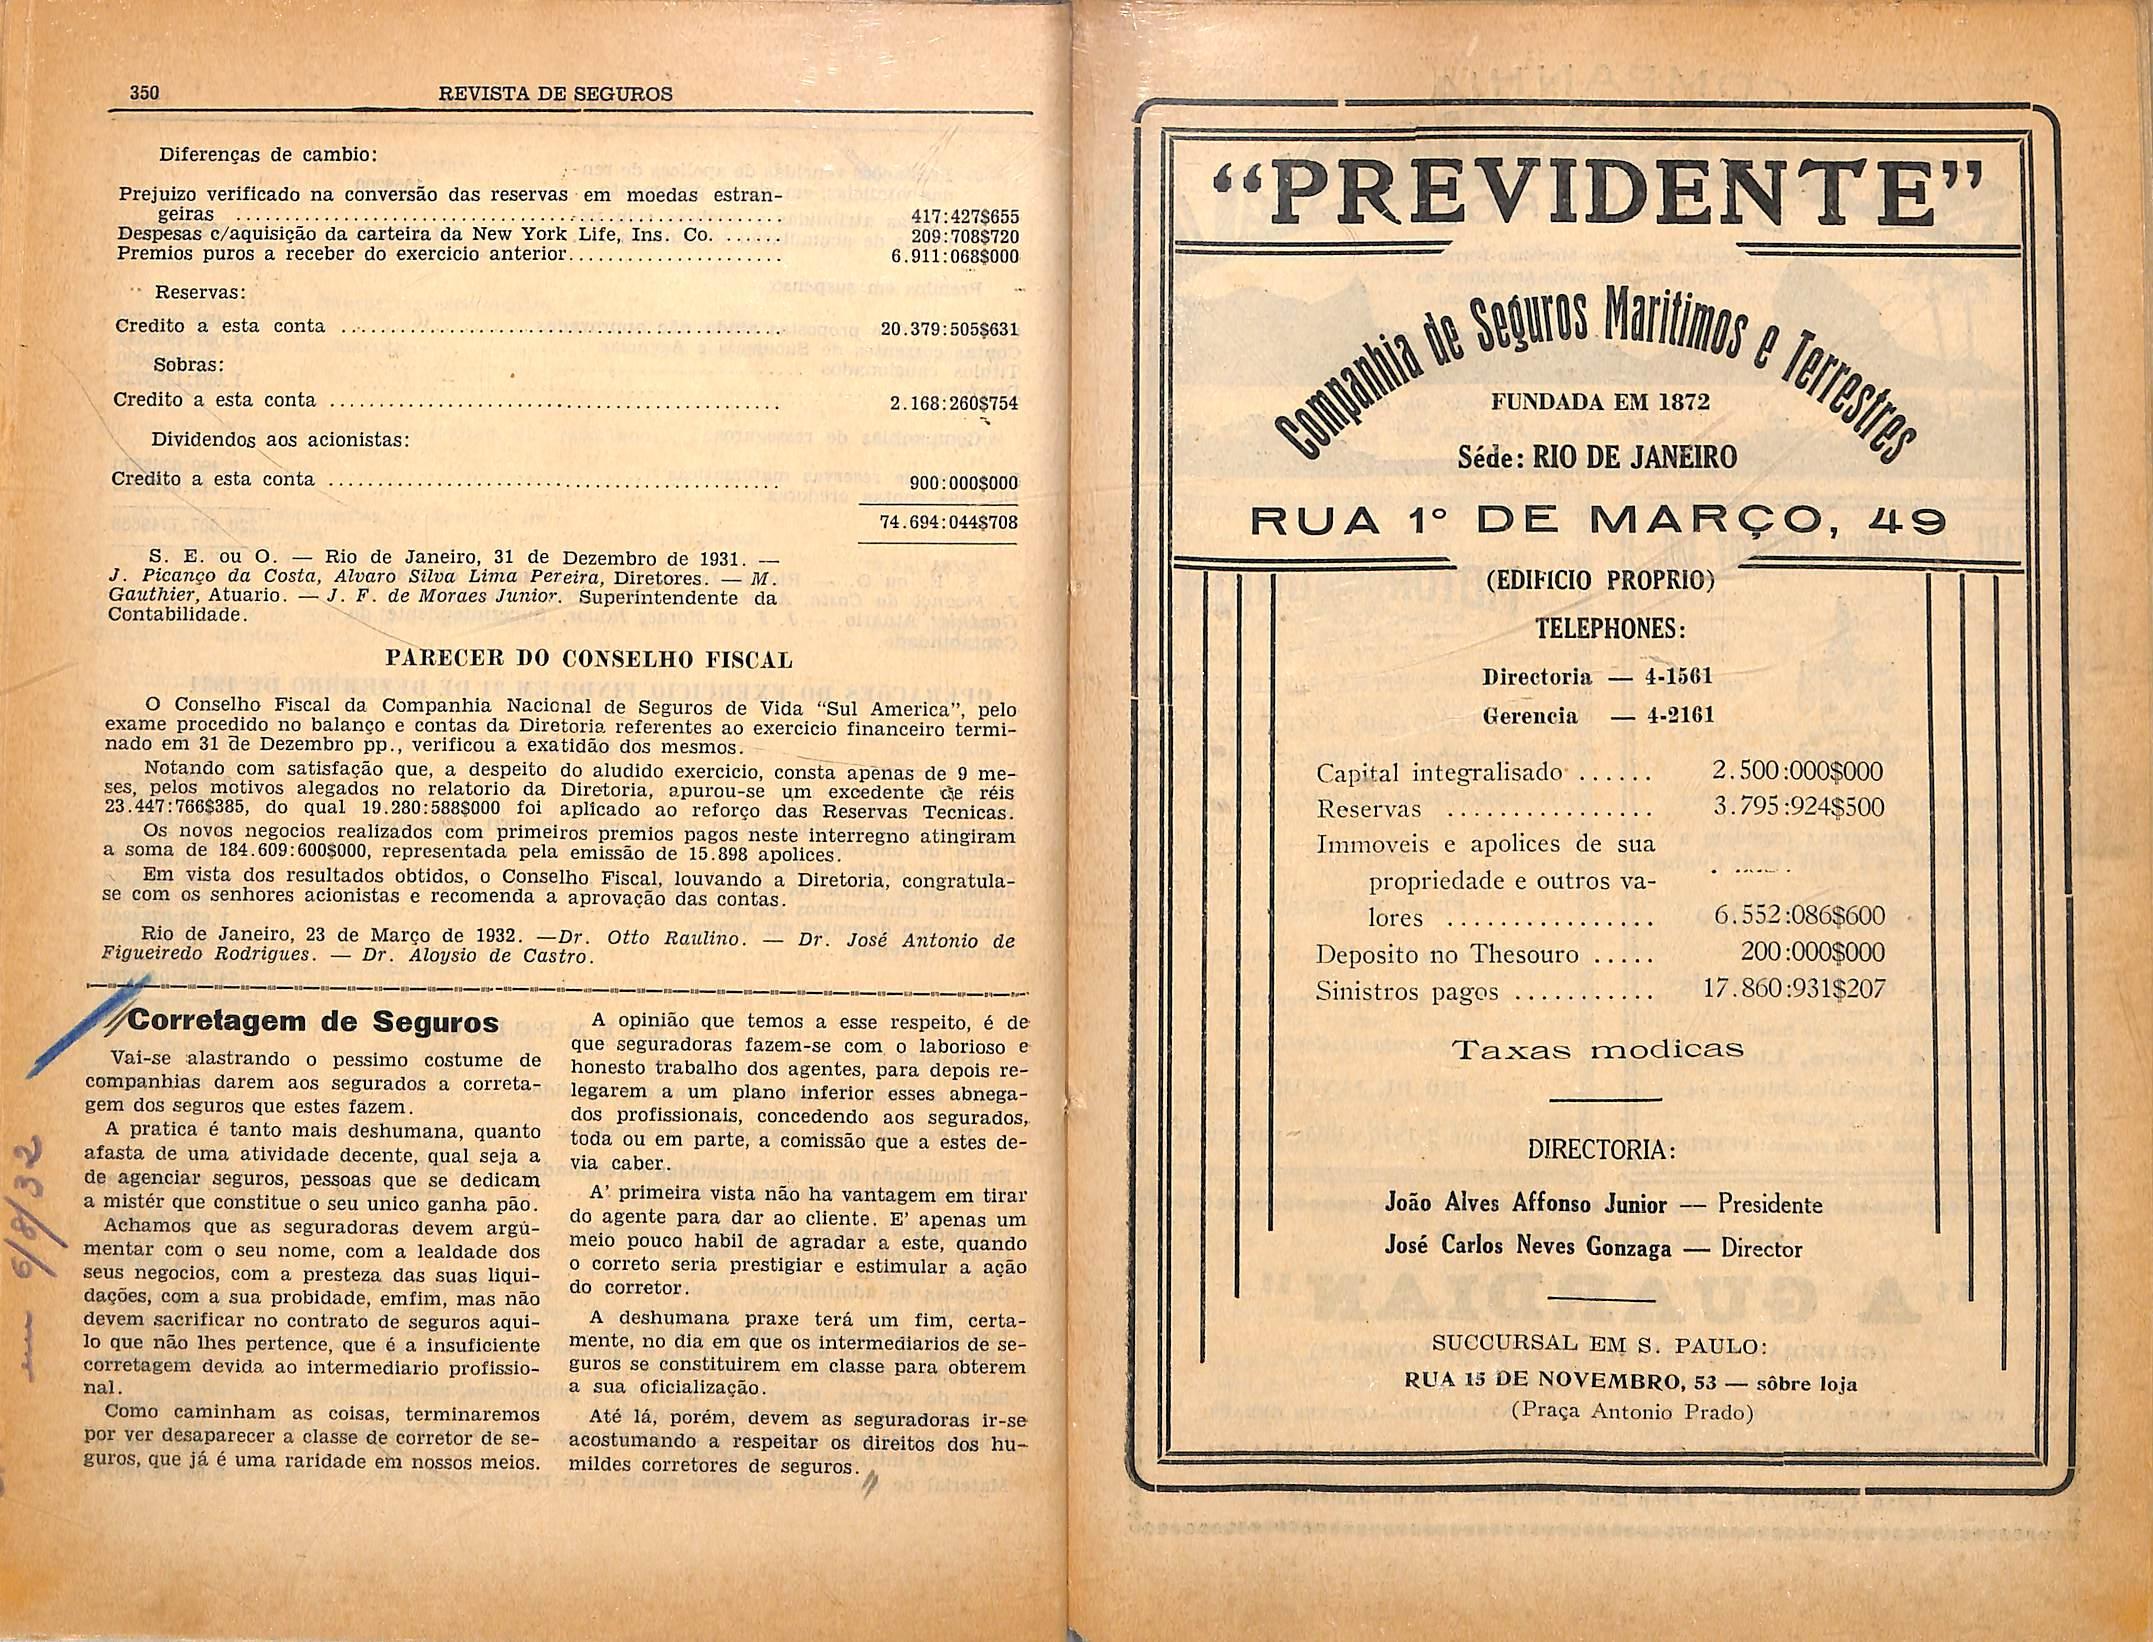 350 REVISTA DE SEGUROS
Diferenças de cambio:
Prejuizo verificado na conversão das reservas em moedas estran-
geiras ........................................................ 417:427$655
Despesas c/aquisição da carteira da New York Life, Ins. Co. ...... 209:708$720
Premios puros a receber do exercicio anterior...................... 6.911:068$000
Reservas:
Credito a esta conta ............................................. 20.379:505$631
Sobras:
Credito a esta conta .............................................. 2.168:260$754
Dividendos aos acionistas:
Credito a esta conta .............................................. 900:000$000
74.694:044$708
S. E. ou O. — Rio de Janeiro, 31 de Dezembro de 1931. —
J. Picanço da Costa, Alvaro Silva Lima Pereira, Diretores. — M.
Gauthier, Atuario. — J. F. de Moraes Junior. Superintendente da
Contabilidade.
PARECER DO CONSELHO FISCAL
O Conselho Fiscal da Companhia Nacional de Seguros de Vida “Sul America”, pelo
exame procedido no balanço e contas da Diretoria referentes ao exercicio financeiro termi-
nado em 31 de Dezembro pp., verificou a exatidão dos mesmos.
Notando com satisfação que, a despeito do aludido exercicio, consta apenas de 9 me-
ses, pelos motivos alegados no relatorio da Diretoria, apurou-se um excedente de réis
23.447:766$385, do qual 19.280:588$000 foi aplicado ao reforço das Reservas Tecnicas.
Os novos negocios realizados com primeiros premios pagos neste interregno atingiram
a soma de 184.609:600$000, representada pela emissão de 15.898 apolices.
Em vista dos resultados obtidos, o Conselho Fiscal, louvando a Diretoria, congratula-
se com os senhores acionistas e recomenda a aprovação das contas.
Rio de Janeiro, 23 de Março de 1932. —Dr. Otto Raulino. — Dr. José Antonio de
Figueiredo Rodrigues. — Dr. Aloysio de Castro.
Corretagem de Seguros
Vai-se alastrando o pessimo costume de
companhias darem aos segurados a correta-
gem dos seguros que estes fazem.
A pratica é tanto mais deshumana, quanto
afasta de uma atividade decente, qual seja a
de agenciar seguros, pessoas que se dedicam
a mistér que constitue o seu unico ganha pão.
Achamos que as seguradoras devem argú-
mentar com o seu nome, com a lealdade dos
seus negocios, com a presteza das suas liqui-
dações, com a sua probidade, emfim, mas não
devem sacrificar no contrato de seguros aqui-
lo que não lhes pertence, que é a insuficiente
corretagem devida ao intermediario profissio-
nal.
Como caminham as coisas, terminaremos
por ver desaparecer a classe de corretor de se-
guros, que já é uma raridade em nossos meios.
A opinião que temos a esse respeito, é de
que seguradoras fazem-se com o laborioso e
honesto trabalho dos agentes, para depois re-
legarem a um plano inferior esses abnega-
dos profissionais, concedendo aos segurados,
toda ou em parte, a comissão que a estes de-
via caber.
A' primeira vista não ha vantagem em tirar
do agente para dar ao cliente. E' apenas um
meio pouco habil de agradar a este, quando
o correto seria prestigiar e estimular a ação
do corretor.
A deshumana praxe terá um fim, certa-
mente, no dia em que os intermediarios de se-
guros se constituirem em classe para obterem
a sua oficialização.
Até lá, porém, devem as seguradoras ir-se
acostumando a respeitar os direitos dos hu-
mildes corretores de seguros.
6/8/32
“PREVIDENTE”
Companhia de Seguros Maritimos e Terrestres
FUNDADA EM 1872
Séde: RIO DE JANEIRO
RUA 1º DE MARÇO, 49
(EDIFICIO PROPRIO)
TELEPHONES:
Directoria — 4-1561
Gerencia — 4-2161
Capital integralisado ...... 2.500:000$000
Reservas ................ 3.795:924$500
Immoveis e apolices de sua
propriedade e outros va-
lores ................ 6.552:086$600
Deposito no Thesouro ..... 200:000$000
Sinistros pagos ........... 17.860:931$207
Taxas modicas
DIRECTORIA:
João Alves Affonso Junior — Presidente
José Carlos Neves Gonzaga — Director
SUCCURSAL EM S. PAULO:
RUA 15 DE NOVEMBRO, 53 — sôbre loja
(Praça Antonio Prado)